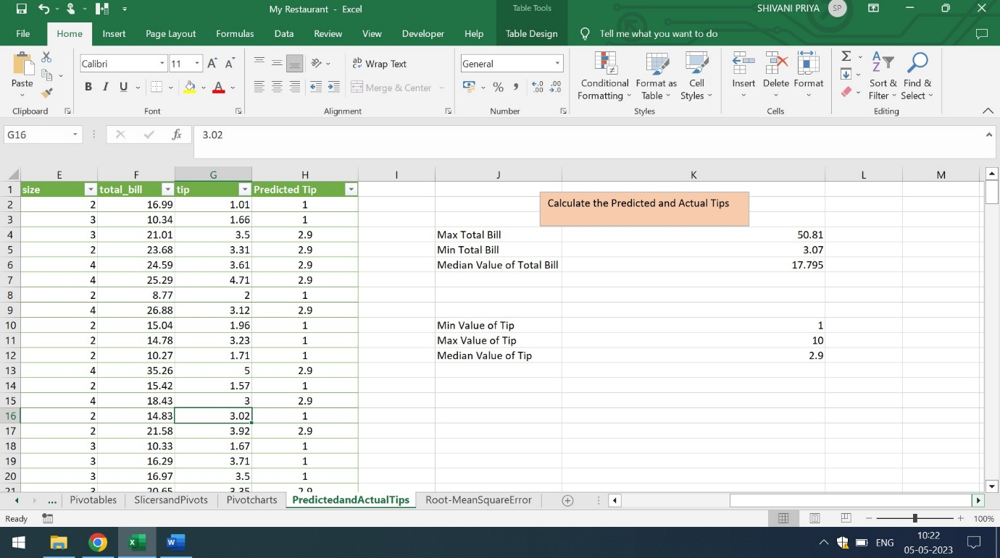 My Restaurant - Excel
Table Tools
SHIVANI PRIYA SP
File Home Insert Page Layout Formulas Data Review View Developer Help Table Design Tell me what you want to do
Calibri 11 General
Wrap Text
Paste Merge & Center Conditional Formatting Format as Table Cell Styles Insert Delete Format Sort & Filter Find & Select
Clipboard Font Alignment Number Styles Cells Editing
G16 fx 3.02
E F G H I J K L M
1 size total_bill tip Predicted Tip
2 2 16.99 1.01 1 Calculate the Predicted and Actual Tips
3 3 10.34 1.66 1
4 3 21.01 3.5 2.9 Max Total Bill 50.81
5 2 23.68 3.31 2.9 Min Total Bill 3.07
6 4 24.59 3.61 2.9 Median Value of Total Bill 17.795
7 4 25.29 4.71 2.9
8 2 8.77 2 1
9 4 26.88 3.12 2.9
10 2 15.04 1.96 1 Min Value of Tip 1
11 2 14.78 3.23 1 Max Value of Tip 10
12 2 10.27 1.71 1 Median Value of Tip 2.9
13 4 35.26 5 2.9
14 2 15.42 1.57 1
15 4 18.43 3 2.9
16 2 14.83 3.02 1
17 2 21.58 3.92 2.9
18 3 10.33 1.67 1
19 3 16.29 3.71 1
20 3 16.97 3.5 1
21 3 20.65 3.35 2.9
... Pivotables SlicersandPivots Pivotcharts PredictedandActualTips Root-MeanSquareError
Ready 100%
ENG 10:22
05-05-2023